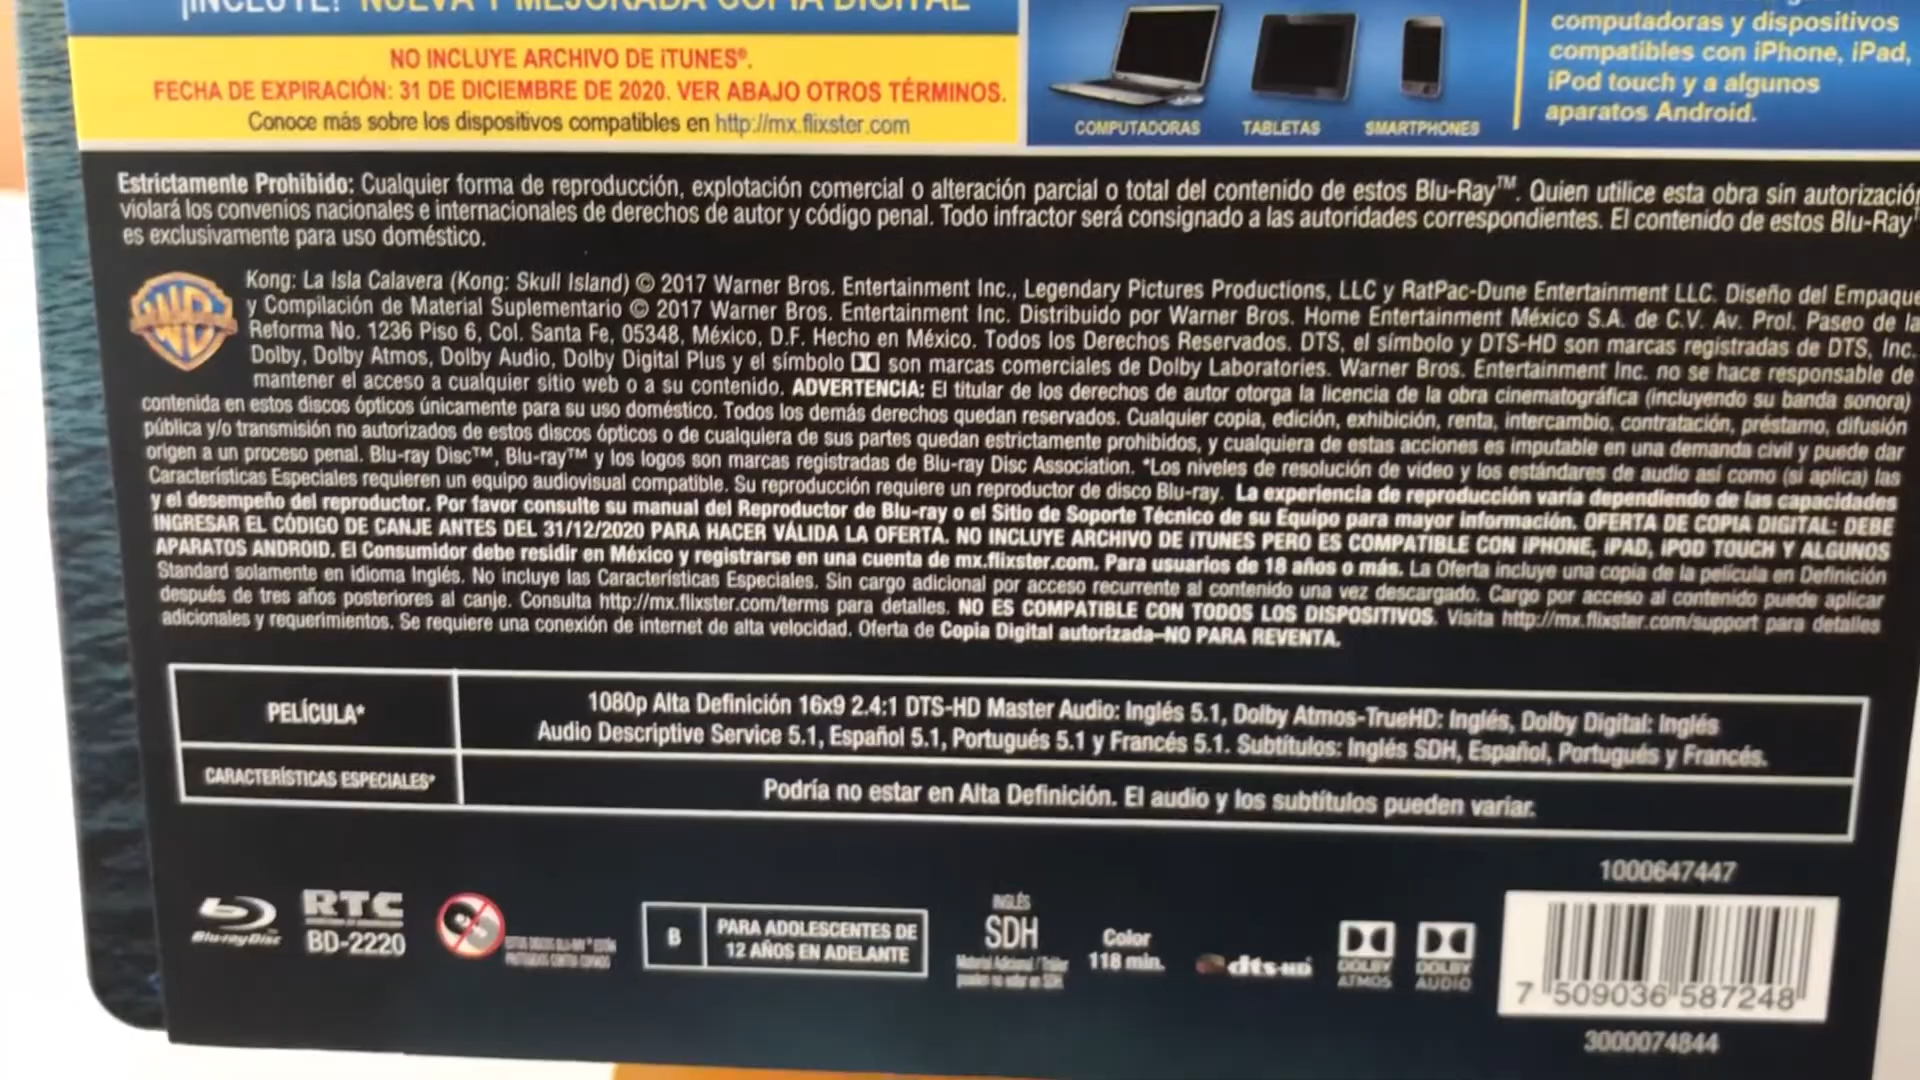 ¡INCLUYE! NUEVA Y MEJORADA COPIA DIGITAL
NO INCLUYE ARCHIVO DE iTUNES®.
FECHA DE EXPIRACIÓN: 31 DE DICIEMBRE DE 2020. VER ABAJO OTROS TÉRMINOS.
Conoce más sobre los dispositivos compatibles en http://mx.flixster.com
COMPUTADORAS TABLETAS SMARTPHONES
computadoras y dispositivos
compatibles con iPhone, iPad,
iPod touch y a algunos
aparatos Android.
Estrictamente Prohibido: Cualquier forma de reproducción, explotación comercial o alteración parcial o total del contenido de estos Blu-Ray™. Quien utilice esta obra sin autorización
violará los convenios nacionales e internacionales de derechos de autor y código penal. Todo infractor será consignado a las autoridades correspondientes. El contenido de estos Blu-Ray™
es exclusivamente para uso doméstico.
WB
Kong: La Isla Calavera (Kong: Skull Island) © 2017 Warner Bros. Entertainment Inc., Legendary Pictures Productions, LLC y RatPac-Dune Entertainment LLC. Diseño del Empaque
y Compilación de Material Suplementario © 2017 Warner Bros. Entertainment Inc. Distribuido por Warner Bros. Home Entertainment México S.A. de C.V. Av. Prol. Paseo de la
Reforma No. 1236 Piso 6, Col. Santa Fe, 05348, México, D.F. Hecho en México. Todos los Derechos Reservados. DTS, el símbolo y DTS-HD son marcas registradas de DTS, Inc.
Dolby, Dolby Atmos, Dolby Audio, Dolby Digital Plus y el símbolo son marcas comerciales de Dolby Laboratories. Warner Bros. Entertainment Inc. no se hace responsable de
mantener el acceso a cualquier sitio web o a su contenido. ADVERTENCIA: El titular de los derechos de autor otorga la licencia de la obra cinematográfica (incluyendo su banda sonora)
contenida en estos discos ópticos únicamente para su uso doméstico. Todos los demás derechos quedan reservados. Cualquier copia, edición, exhibición, renta, intercambio, contratación, préstamo, difusión
pública y/o transmisión no autorizados de estos discos ópticos o de cualquiera de sus partes quedan estrictamente prohibidos, y cualquiera de estas acciones es imputable en una demanda civil y puede dar
origen a un proceso penal. Blu-ray Disc™, Blu-ray™ y los logos son marcas registradas de Blu-ray Disc Association. *Los niveles de resolución de video y los estándares de audio así como (si aplica) las
Características Especiales requieren un equipo audiovisual compatible. Su reproducción requiere un reproductor de disco Blu-ray. La experiencia de reproducción varía dependiendo de las capacidades
y el desempeño del reproductor. Por favor consulte su manual del Reproductor de Blu-ray o el Sitio de Soporte Técnico de su Equipo para mayor información. OFERTA DE COPIA DIGITAL: DEBE
INGRESAR EL CÓDIGO DE CANJE ANTES DEL 31/12/2020 PARA HACER VÁLIDA LA OFERTA. NO INCLUYE ARCHIVO DE iTUNES PERO ES COMPATIBLE CON iPHONE, iPAD, iPOD TOUCH Y ALGUNOS
APARATOS ANDROID. El Consumidor debe residir en México y registrarse en una cuenta de mx.flixster.com. Para usuarios de 18 años o más. La Oferta incluye una copia de la película en Definición
Standard solamente en idioma Inglés. No incluye las Características Especiales. Sin cargo adicional por acceso recurrente al contenido una vez descargado. Cargo por acceso al contenido puede aplicar
después de tres años posteriores al canje. Consulta http://mx.flixster.com/terms para detalles. NO ES COMPATIBLE CON TODOS LOS DISPOSITIVOS. Visita http://mx.flixster.com/support para detalles
adicionales y requerimientos. Se requiere una conexión de internet de alta velocidad. Oferta de Copia Digital autorizada–NO PARA REVENTA.
PELÍCULA*
1080p Alta Definición 16x9 2.4:1 DTS-HD Master Audio: Inglés 5.1, Dolby Atmos-TrueHD: Inglés, Dolby Digital: Inglés
Audio Descriptive Service 5.1, Español 5.1, Portugués 5.1 y Francés 5.1. Subtítulos: Inglés SDH, Español, Portugués y Francés.
CARACTERÍSTICAS ESPECIALES*
Podría no estar en Alta Definición. El audio y los subtítulos pueden variar.
Blu-ray Disc
RTC
BD-2220
ESTOS DISCOS BLU-RAY™ ESTÁN
PROTEGIDOS CONTRA COPIADO
B
PARA ADOLESCENTES DE
12 AÑOS EN ADELANTE
INGLÉS
SDH
Color
118 min.
dts-HD
DOLBY
ATMOS
DOLBY
AUDIO
1000647447
7 509036 587248
3000074844